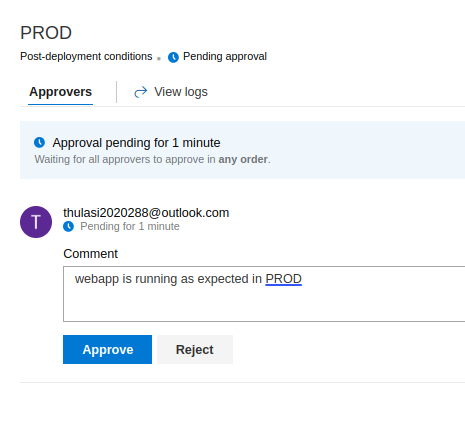 PROD
Post-deployment conditions • Pending approval
Approvers View logs
Approval pending for 1 minute
Waiting for all approvers to approve in any order.
T
thulasi2020288@outlook.com
Pending for 1 minute
Comment
webapp is running as expected in PROD
Approve Reject